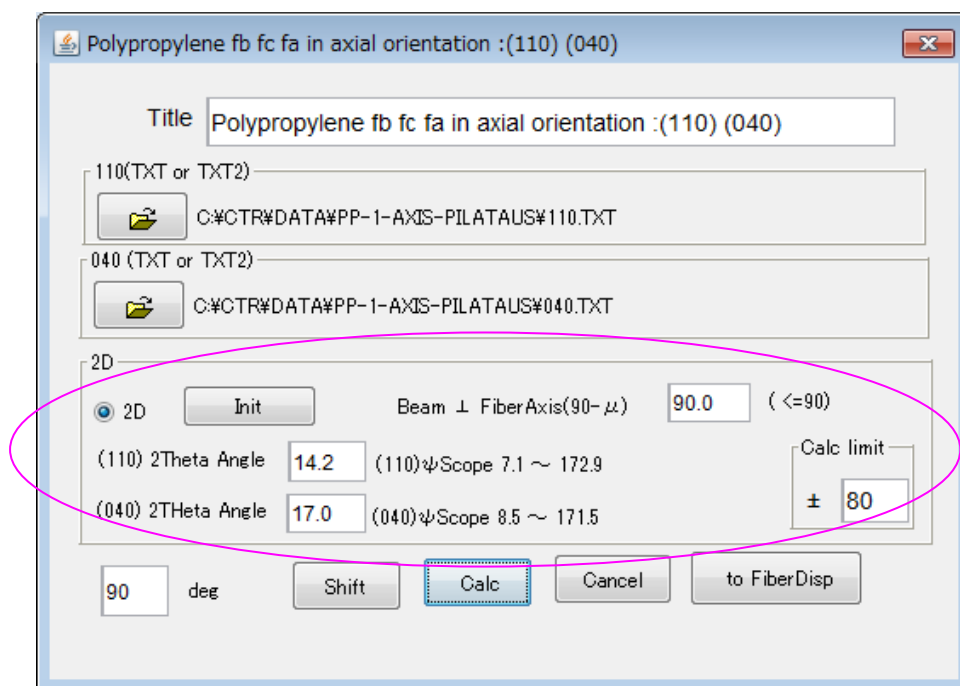 Polypropylene fb fc fa in axial orientation :(110) (040)
Title Polypropylene fb fc fa in axial orientation :(110) (040)
110(TXT or TXT2)
C:¥CTR¥DATA¥PP-1-AXIS-PILATAUS¥110.TXT
040 (TXT or TXT2)
C:¥CTR¥DATA¥PP-1-AXIS-PILATAUS¥040.TXT
2D
2D Init Beam ⊥ FiberAxis(90-μ) 90.0 ( <=90)
(110) 2Theta Angle 14.2 (110)ψScope 7.1 ～ 172.9
Calc limit
(040) 2THeta Angle 17.0 (040)ψScope 8.5 ～ 171.5
± 80
90 deg Shift Calc Cancel to FiberDisp